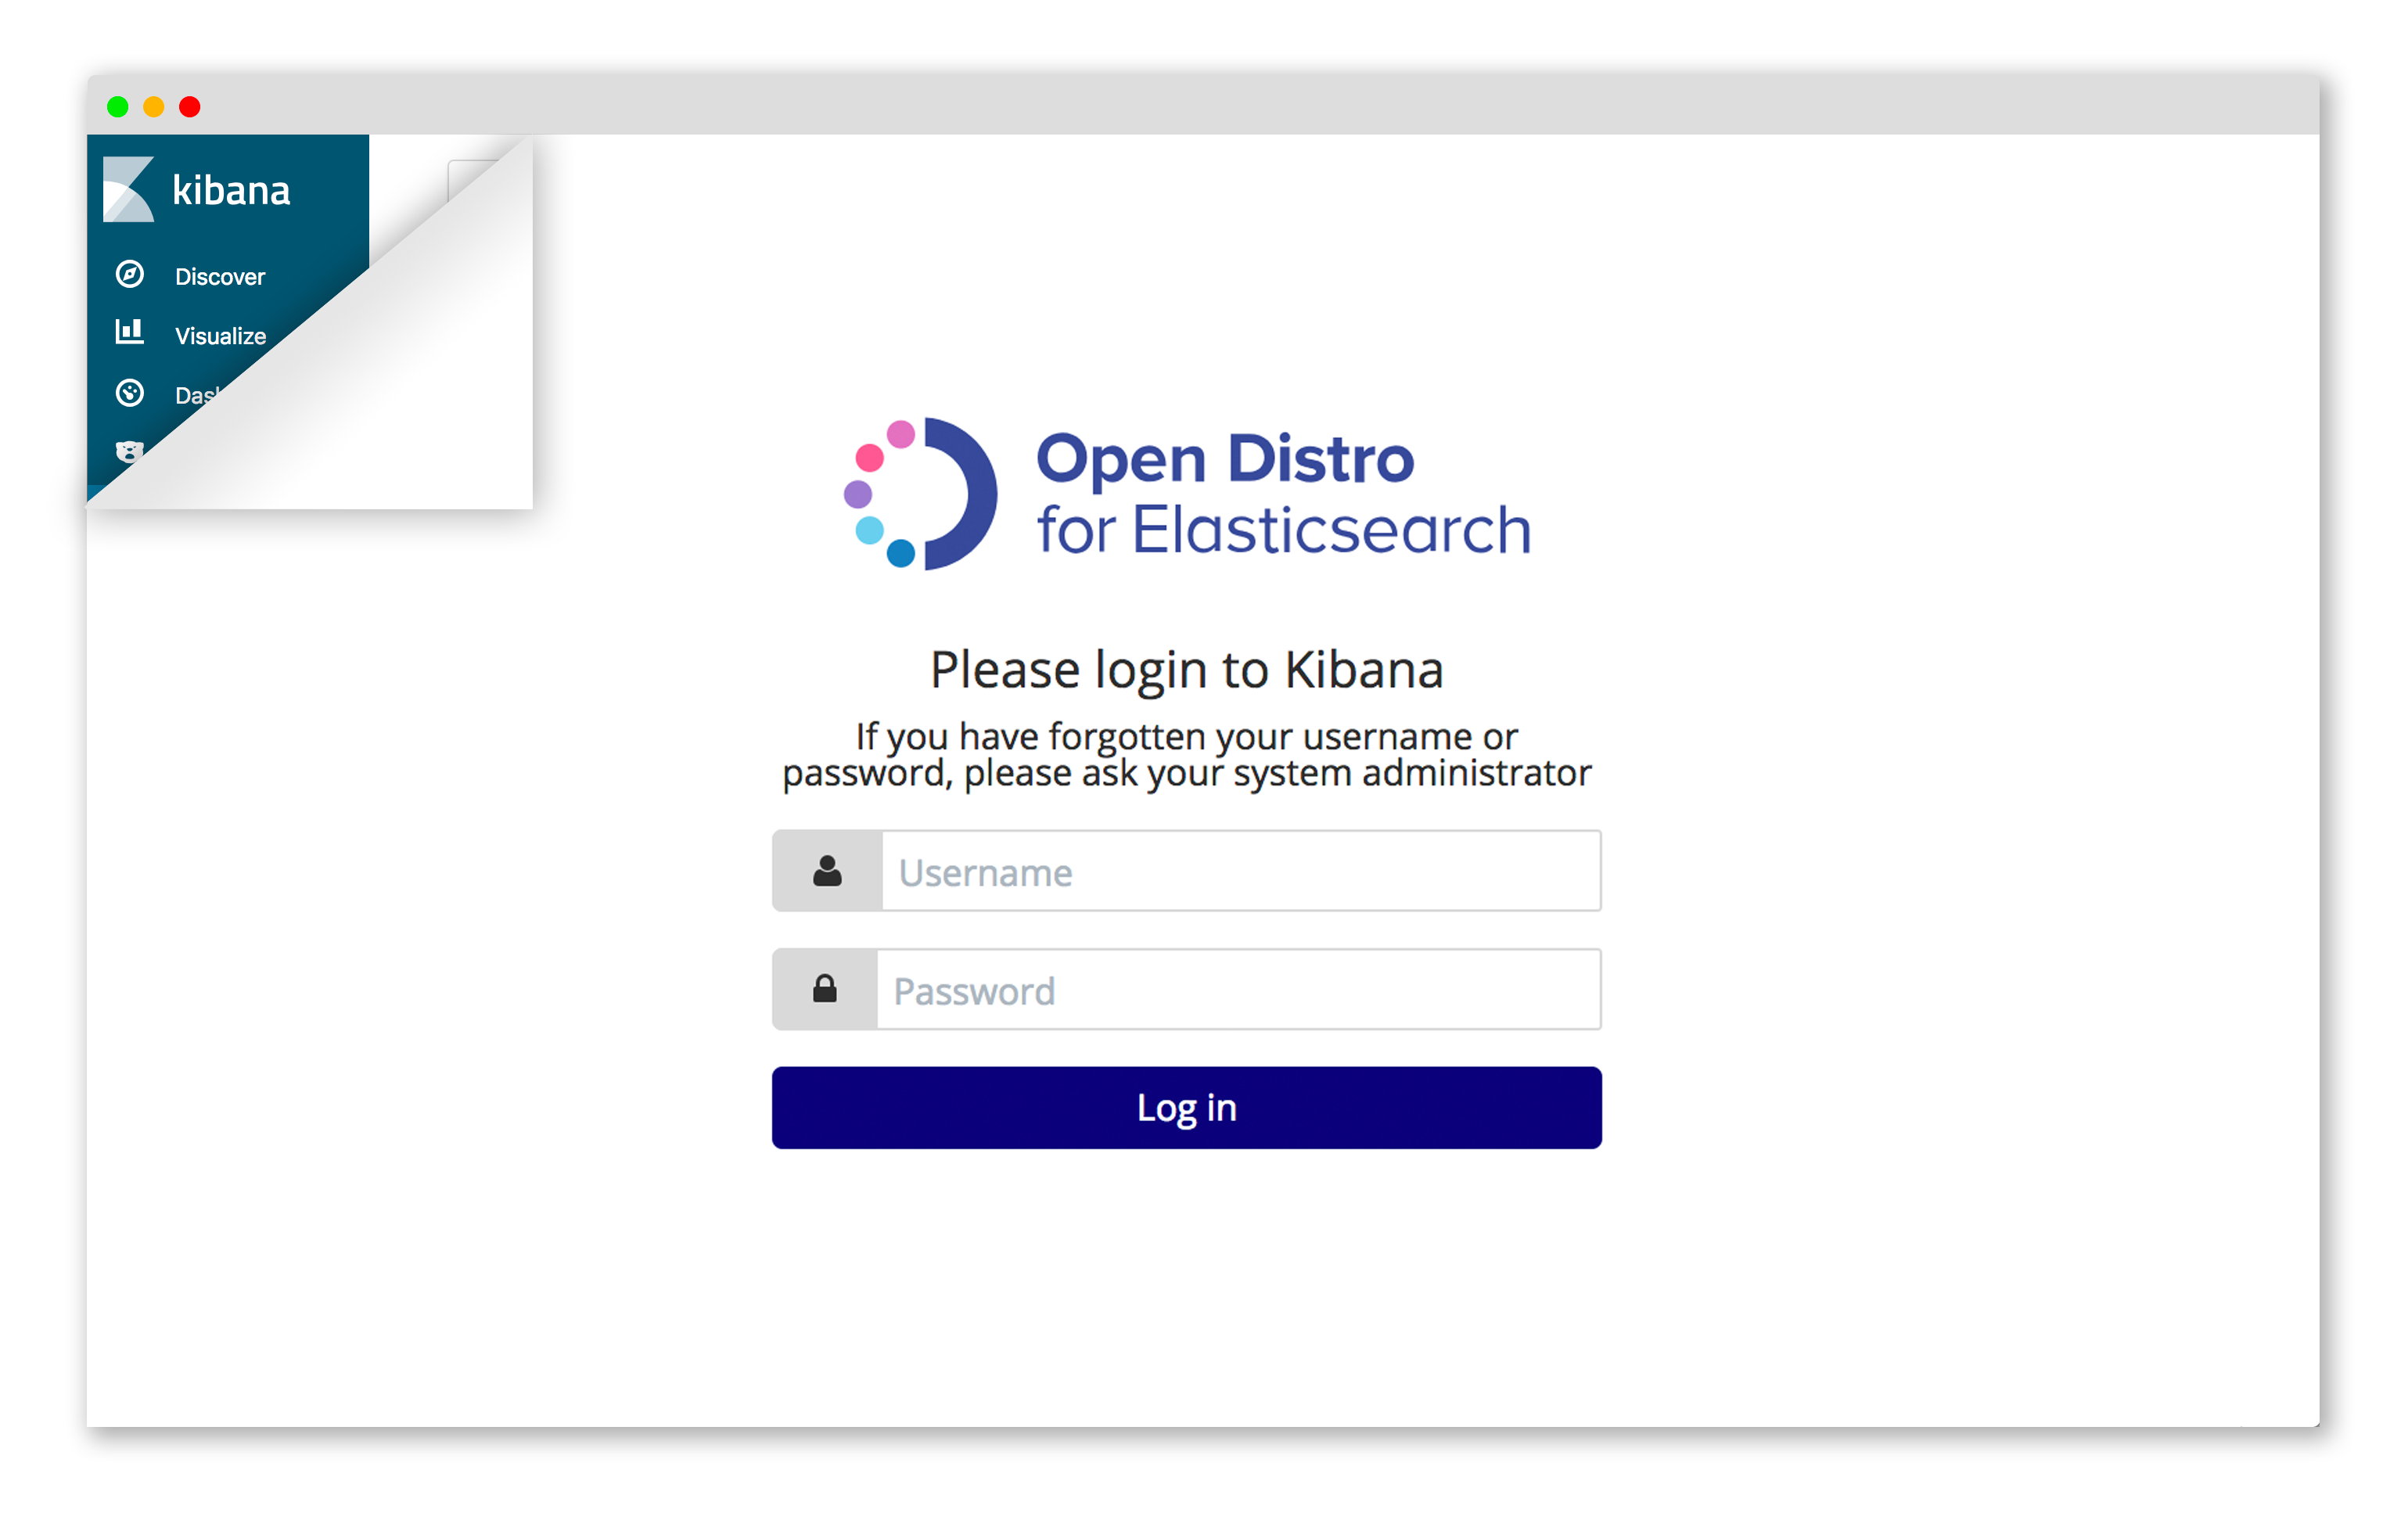 kibana
Discover
Visualize
Das
Open Distro
for Elasticsearch
Please login to Kibana
If you have forgotten your username or
password, please ask your system administrator
Username
Password
Log in